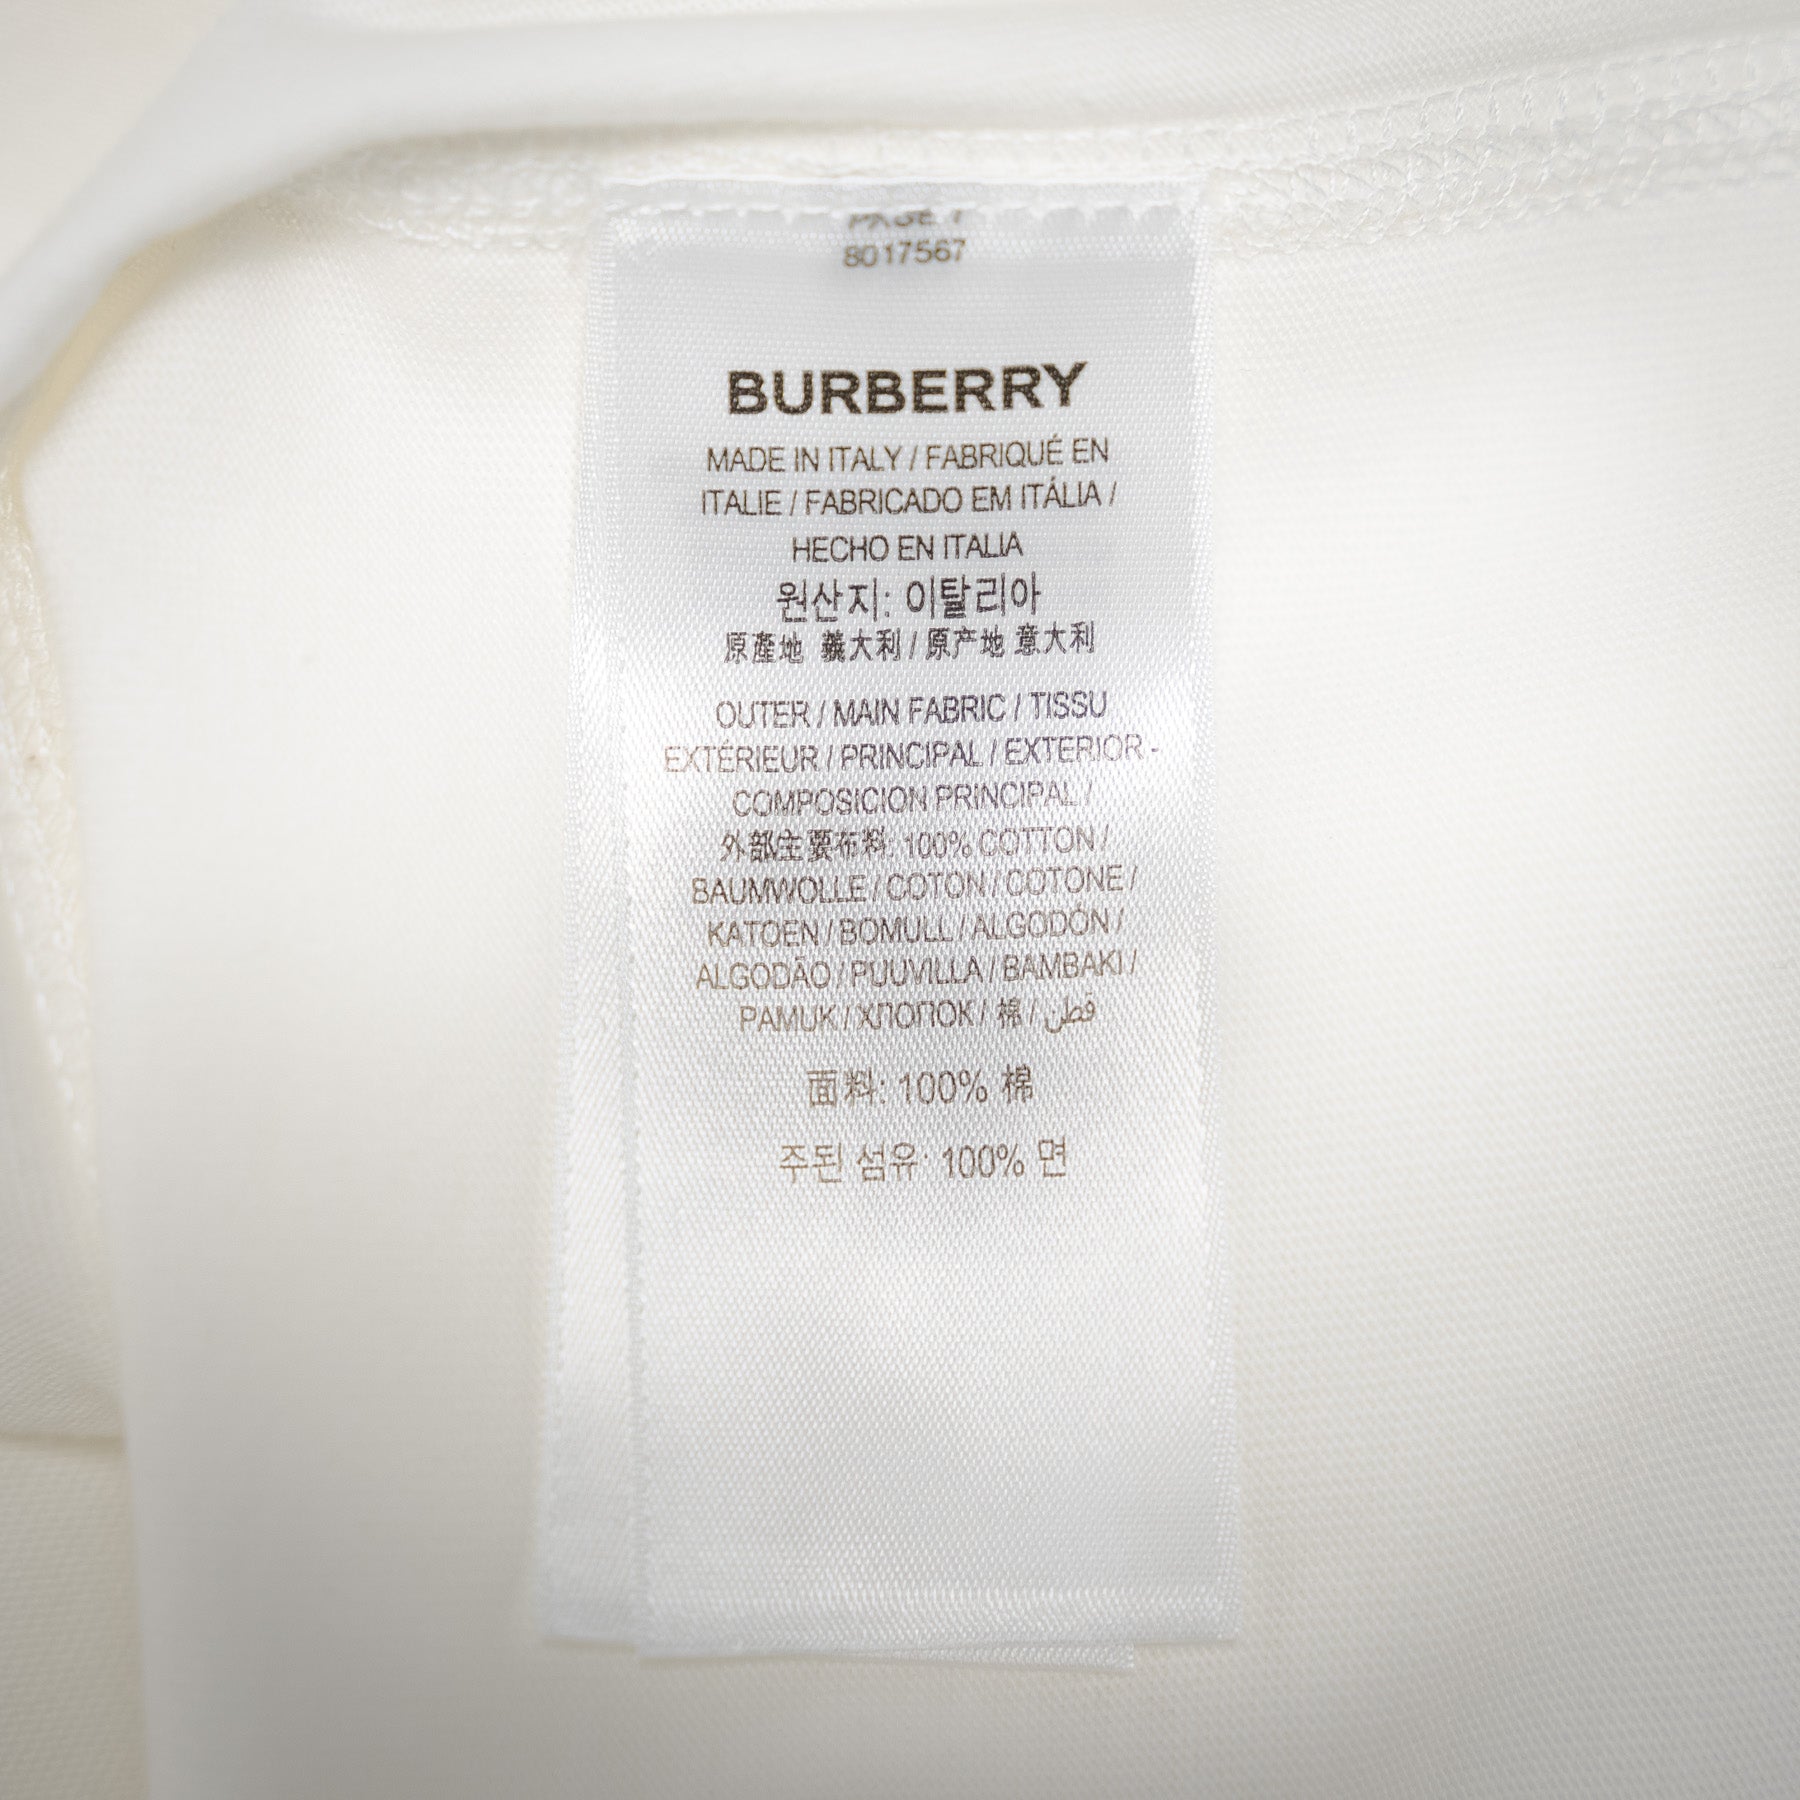 PAGE 1
8017567
BURBERRY
MADE IN ITALY / FABRIQUÉ EN
ITALIE / FABRICADO EM ITÁLIA /
HECHO EN ITALIA
원산지: 이탈리아
原產地 義大利 / 原产地 意大利
OUTER / MAIN FABRIC / TISSU
EXTÉRIEUR / PRINCIPAL / EXTERIOR -
COMPOSICION PRINCIPAL /
外部主要布料: 100% COTTON /
BAUMWOLLE / COTON / COTONE /
KATOEN / BOMULL / ALGODÓN /
ALGODÃO / PUUVILLA / BAMBAKI /
PAMUK / ХЛОПОК / 棉 / قطن
面料: 100% 棉
주된 섬유: 100% 면